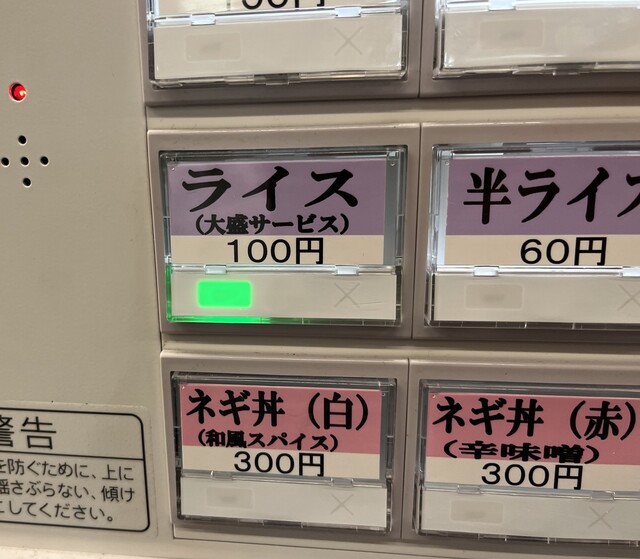 ライス
(大盛サービス)
100円
半ライス
60円
ネギ丼(白)
(和風スパイス)
300円
ネギ丼(赤)
(辛味噌)
300円
警告
を防ぐために、上に
揺さぶらない、傾け
してください。